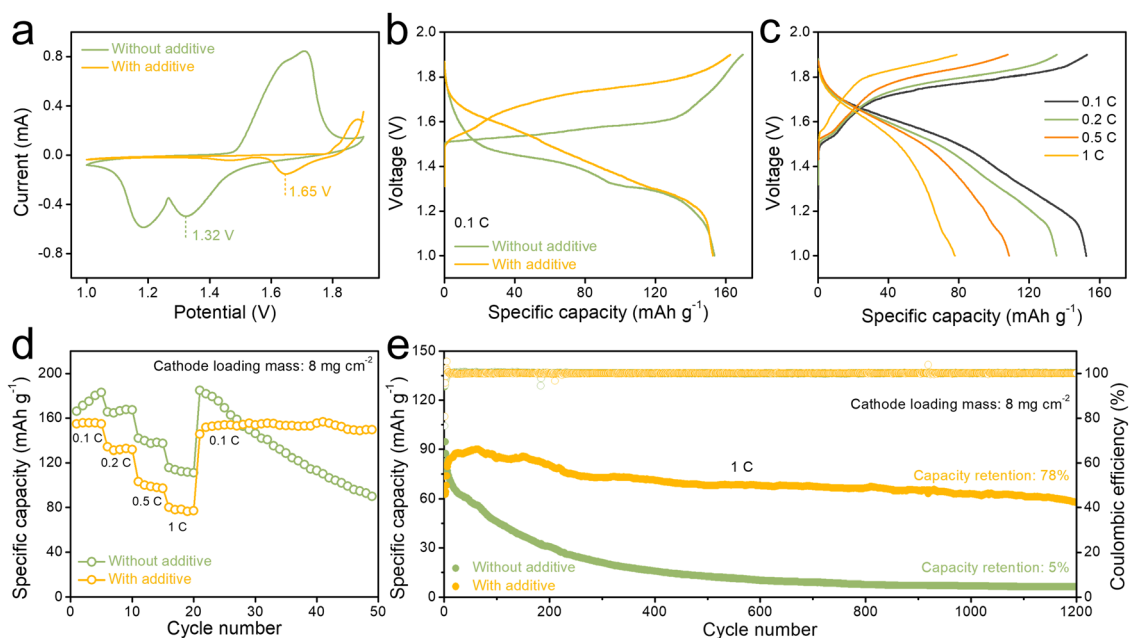 a
Without additive
With additive
1.65 V
1.32 V
0.8
0.4
0.0
-0.4
-0.8
1.0
1.2
1.4
1.6
1.8
Current (mA)
Potential (V)
b
2.0
1.8
1.6
1.4
1.2
1.0
0.1 C
Without additive
With additive
0
40
80
120
160
Voltage (V)
Specific capacity (mAh g-1)
c
2.0
1.8
1.6
1.4
1.2
1.0
0.1 C
0.2 C
0.5 C
1 C
0
40
80
120
160
Voltage (V)
Specific capacity (mAh g-1)
d
Cathode loading mass: 8 mg cm-2
200
160
120
80
40
0
0.1 C
0.2 C
0.5 C
1 C
0.1 C
Without additive
With additive
0
10
20
30
40
50
Specific capacity (mAh g-1)
Cycle number
e
150
120
90
60
30
0
Cathode loading mass: 8 mg cm-2
1 C
Capacity retention: 78%
Without additive
With additive
Capacity retention: 5%
100
80
60
40
20
0
0
200
400
600
800
1000
1200
Specific capacity (mAh g-1)
Coulombic efficiency (%)
Cycle number